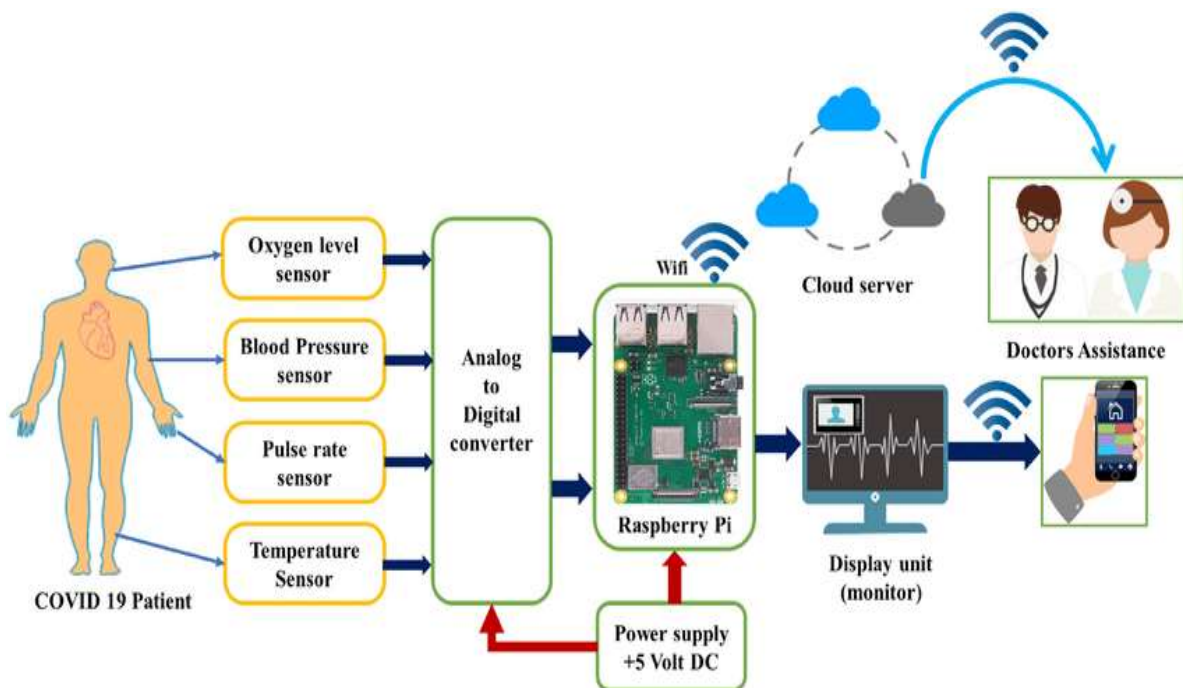 Oxygen level
sensor
Blood Pressure
sensor
Pulse rate
sensor
Temperature
Sensor
COVID 19 Patient
Analog
to
Digital
converter
Wifi
Raspberry Pi
Power supply
+5 Volt DC
Cloud server
Doctors Assistance
Display unit
(monitor)